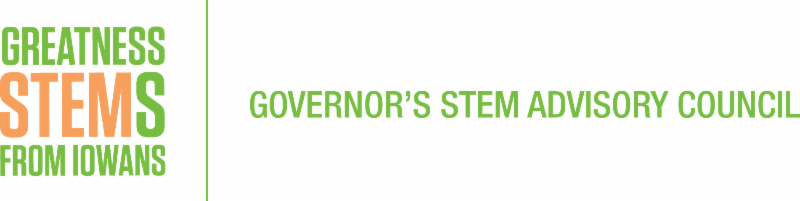 GREATNESS
STEMS
FROM IOWANS
GOVERNOR'S STEM ADVISORY COUNCIL